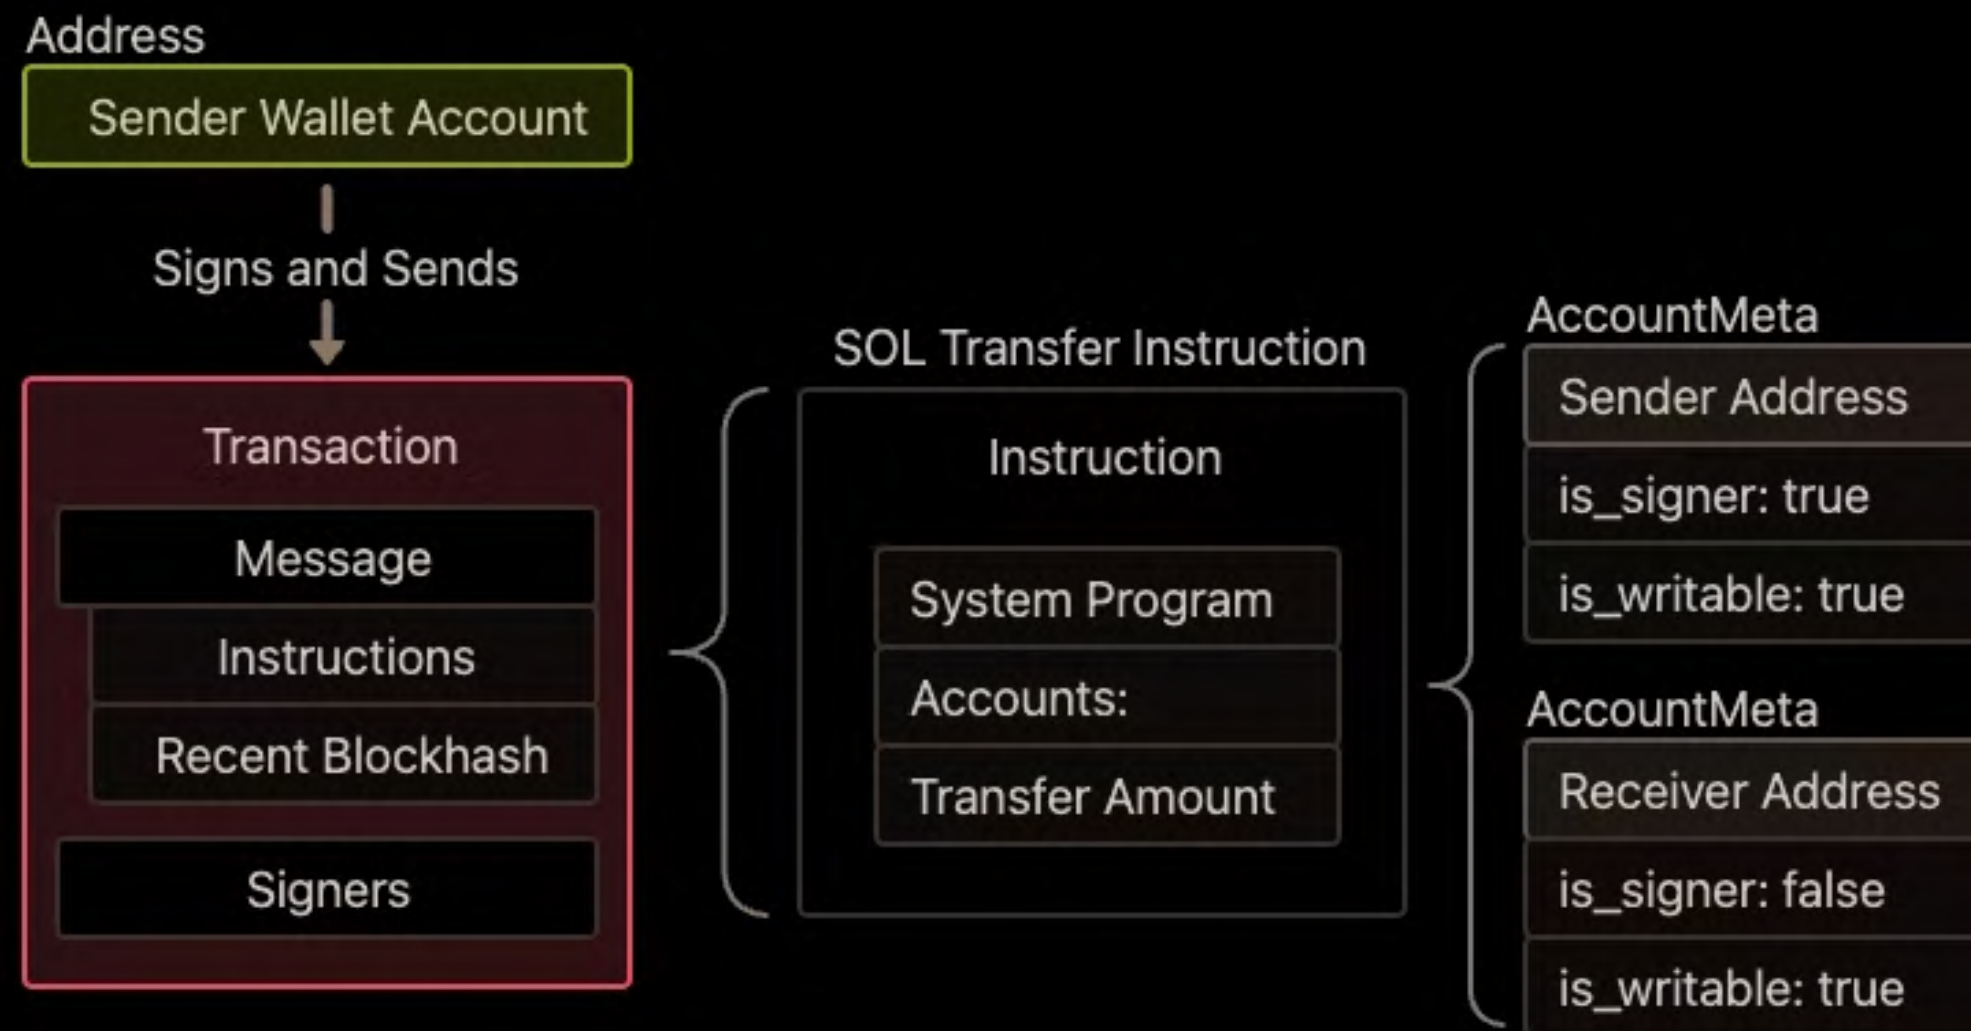 Address
Sender Wallet Account
Signs and Sends
Transaction
Message
Instructions
Recent Blockhash
Signers
SOL Transfer Instruction
Instruction
System Program
Accounts:
Transfer Amount
AccountMeta
Sender Address
is_signer: true
is_writable: true
AccountMeta
Receiver Address
is_signer: false
is_writable: true